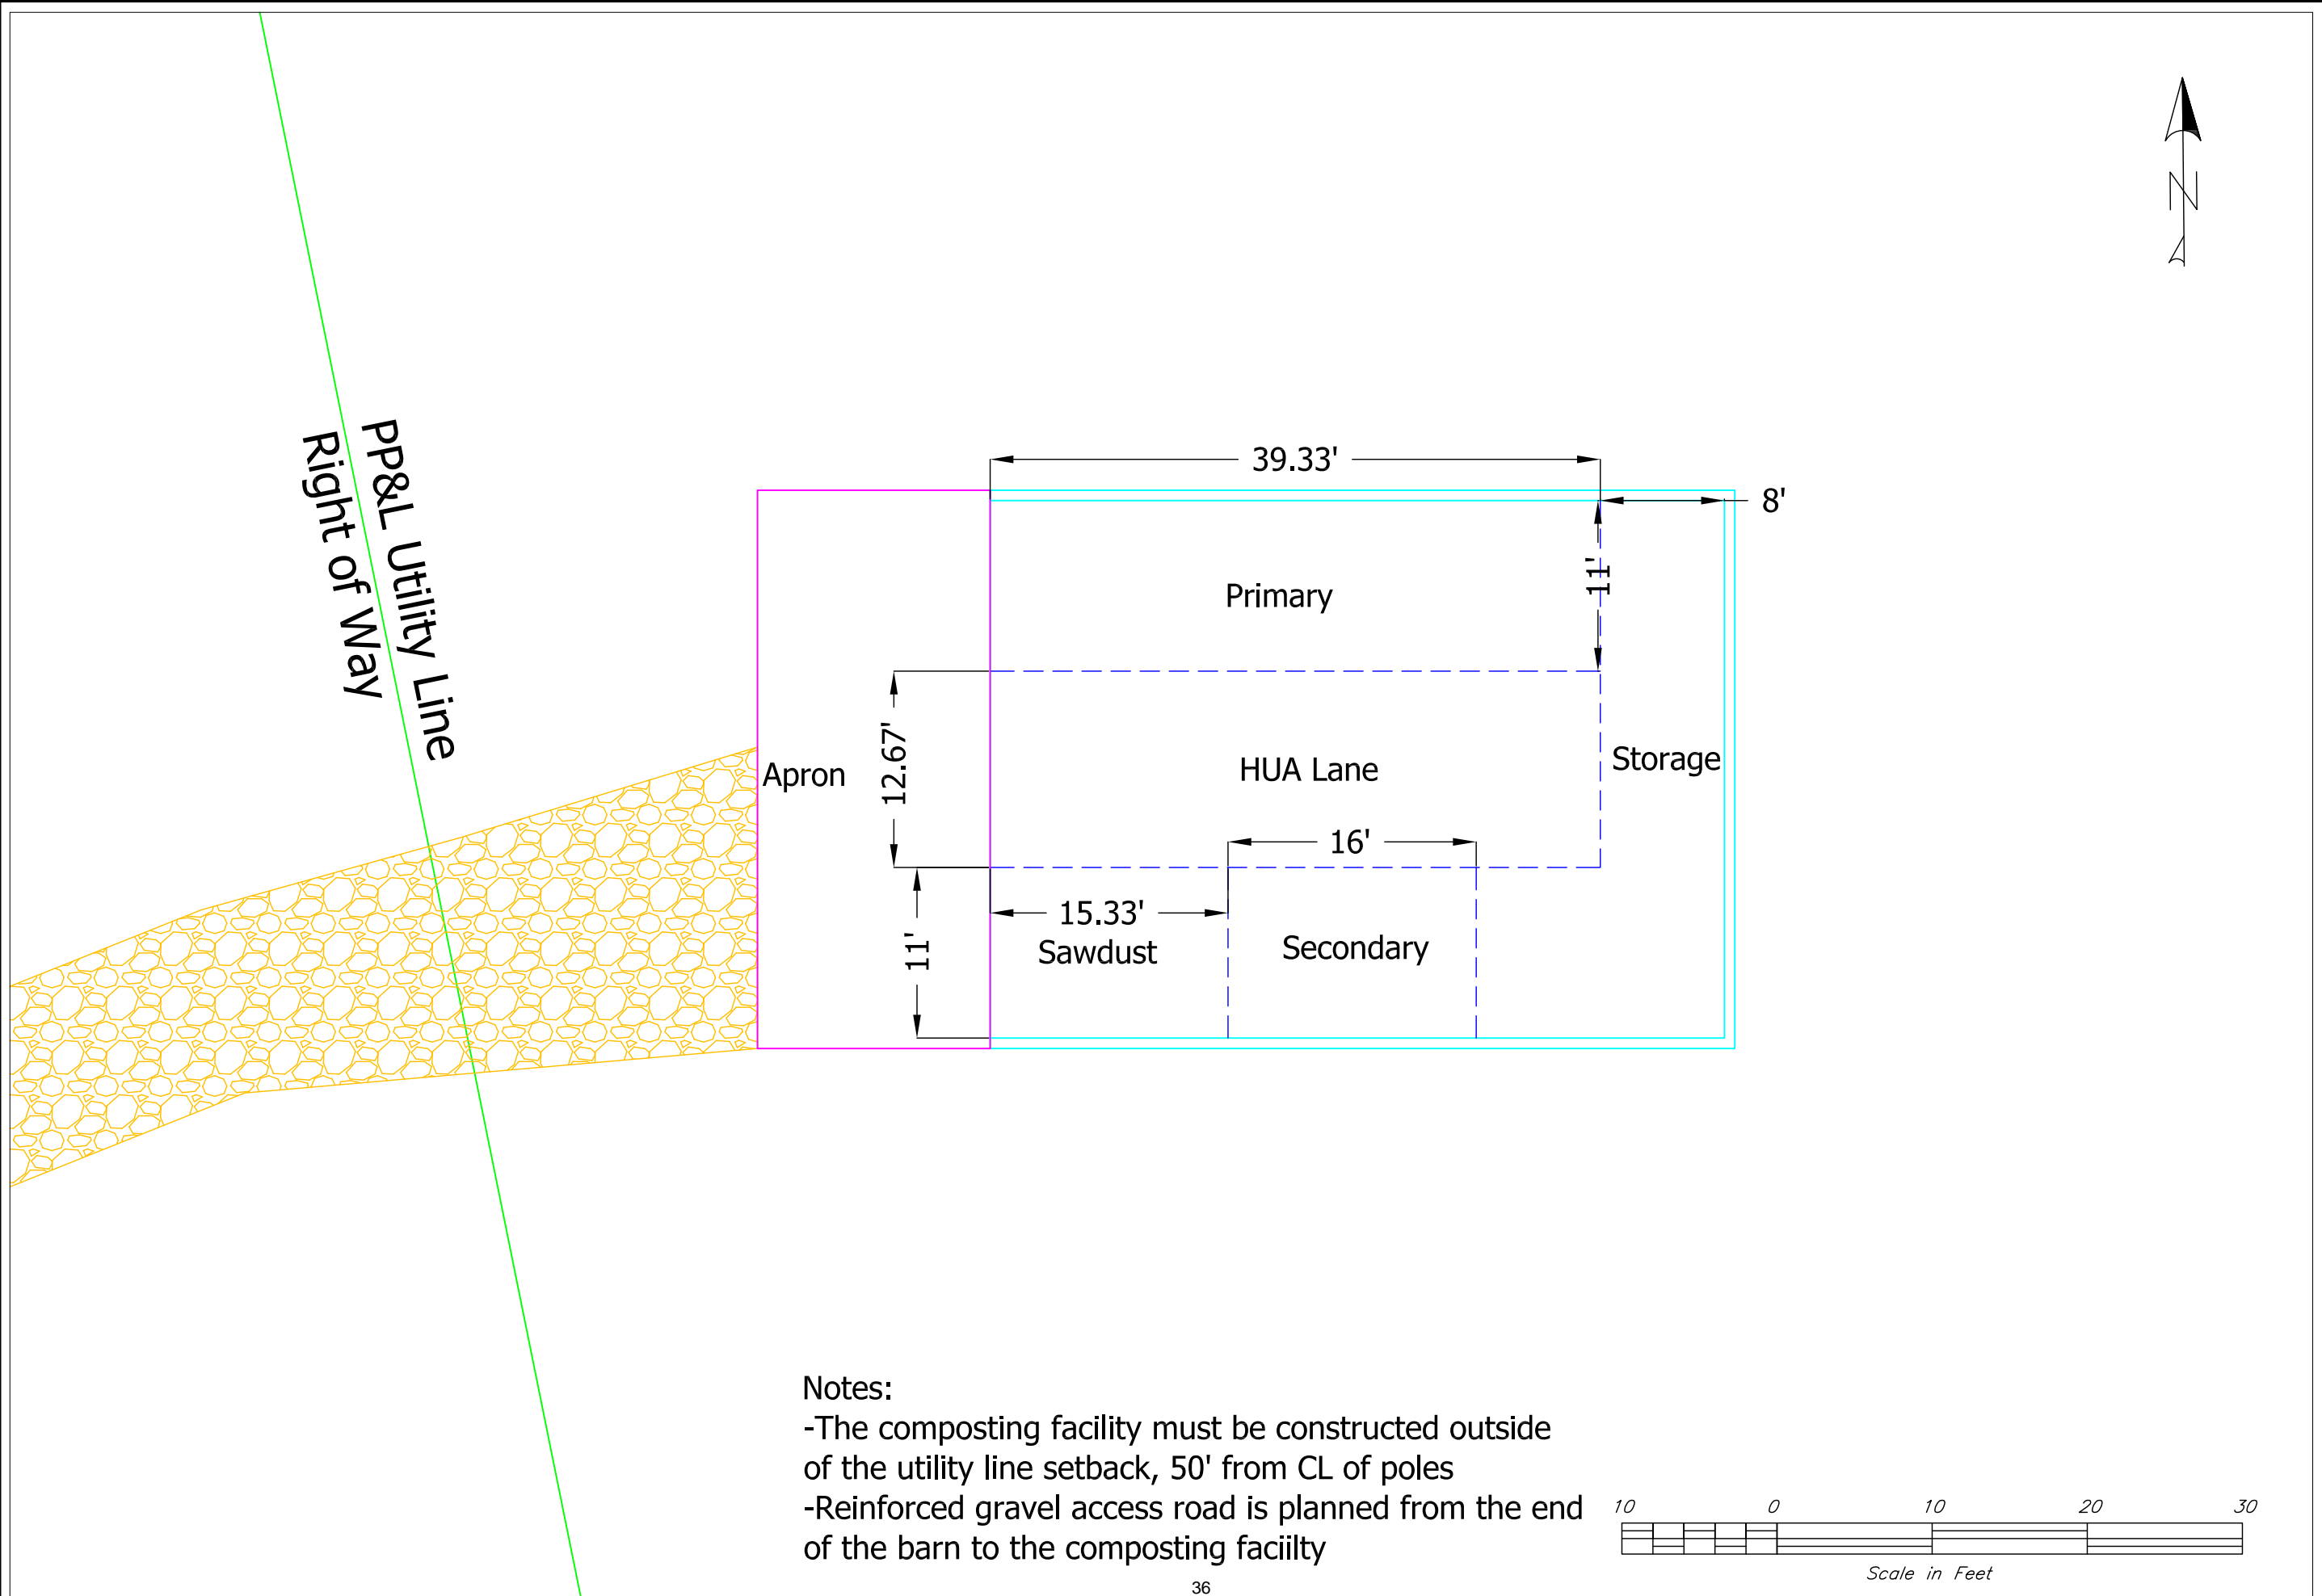 N
PP&L Utility Line
Right of Way
39.33'
8'
11'
Primary
12.67'
Apron
HUA Lane
Storage
16'
15.33'
11'
Sawdust
Secondary
Notes:
-The composting facility must be constructed outside
of the utility line setback, 50' from CL of poles
-Reinforced gravel access road is planned from the end
of the barn to the composting faciilty
10 0 10 20 30
Scale in Feet
36